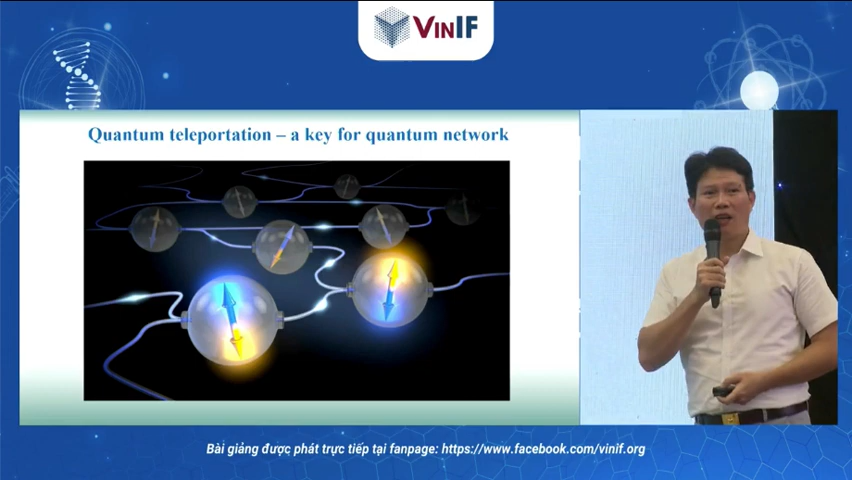 VINIF
Quantum teleportation – a key for quantum network
Bài giảng được phát trực tiếp tại fanpage: https://www.facebook.com/vinif.org